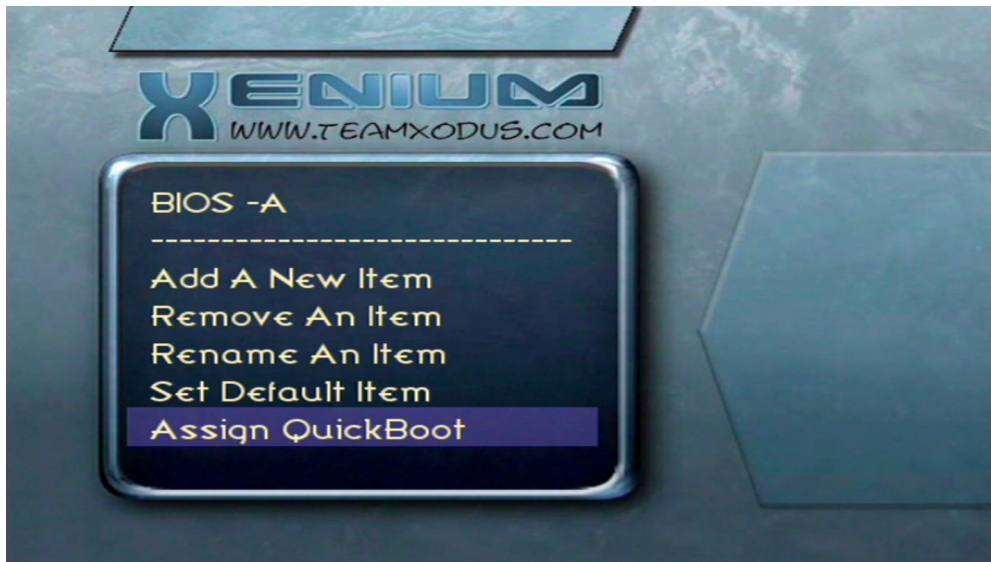 XENIUM
WWW.TEAMXODUS.COM
BIOS -A
------------------------------
Add A New Item
Remove An Item
Rename An Item
Set Default Item
Assign QuickBoot